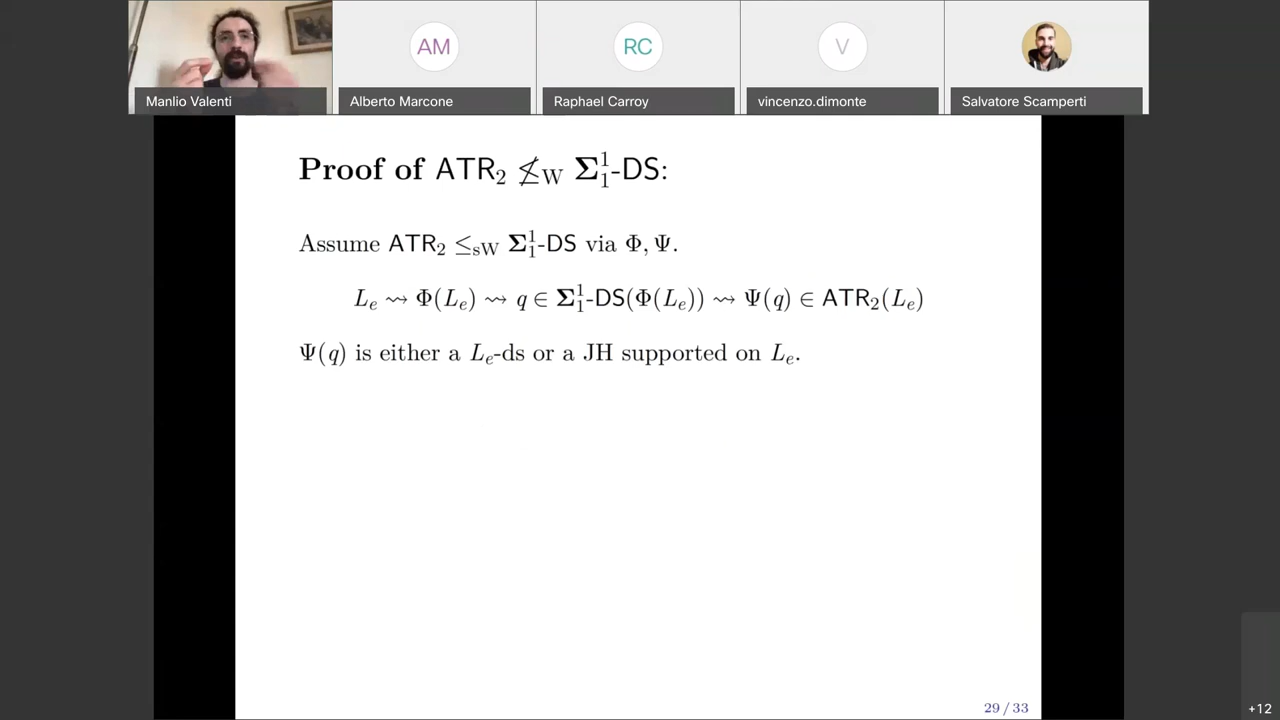 AM
RC
V
Manlio Valenti
Alberto Marcone
Raphael Carroy
vincenzo.dimonte
Salvatore Scamperti
Proof of ATR₂ ≰_W Σ¹₁-DS:
Assume ATR₂ ≤_sW Σ¹₁-DS via Φ, Ψ.
L_e ⇝ Φ(L_e) ⇝ q ∈ Σ¹₁-DS(Φ(L_e)) ⇝ Ψ(q) ∈ ATR₂(L_e)
Ψ(q) is either a L_e-ds or a JH supported on L_e.
29 / 33
+12